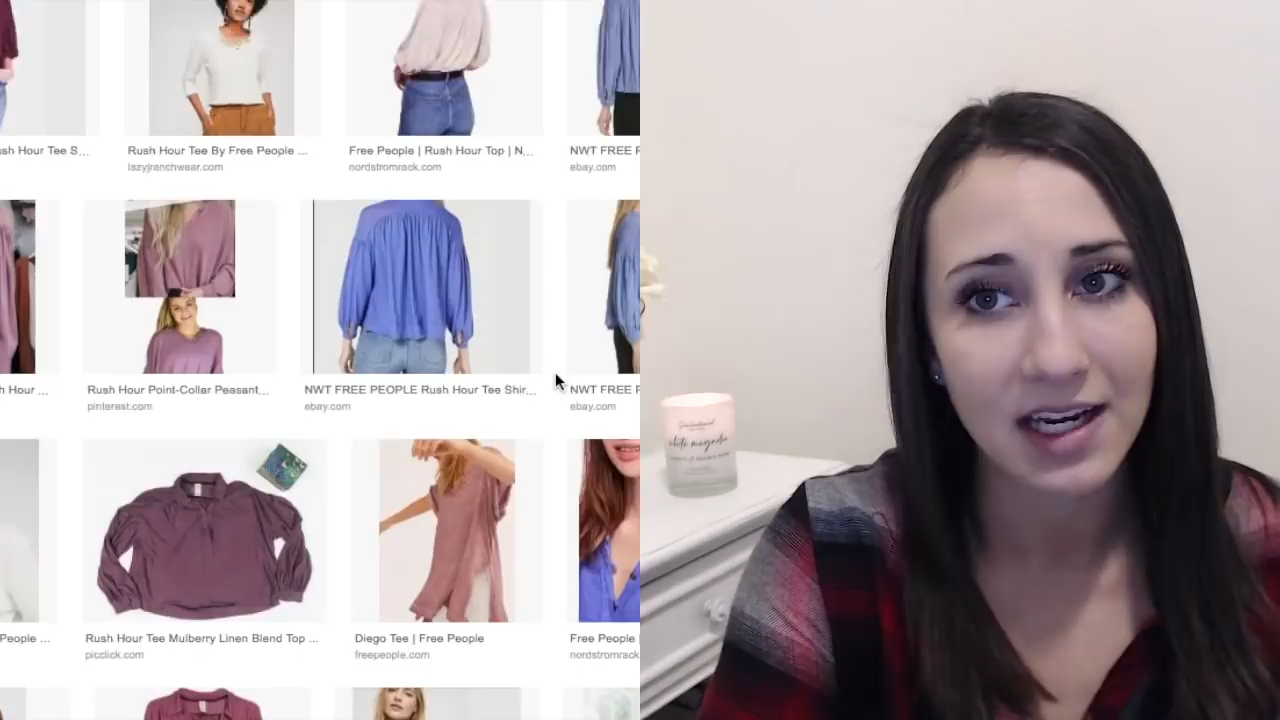 sh Hour Tee S...
Rush Hour Tee By Free People ...
lszyjranchwear.com
Free People | Rush Hour Top | N...
nordstromrack.com
NWT FREE F
ebay.com
h Hour ...
Rush Hour Point-Collar Peasant...
pinterest.com
NWT FREE PEOPLE Rush Hour Tee Shir...
ebay.com
NWT FREE F
ebay.com
People ...
Rush Hour Tee Mulberry Linen Blend Top ...
picclick.com
Diego Tee | Free People
freepeople.com
Free People
nordstromrack
white magnolia